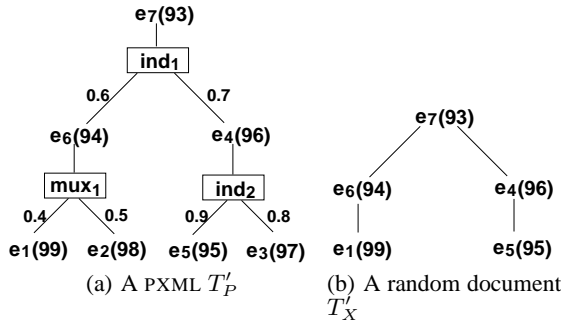 e7(93)
ind1
0.6 0.7
e6(94) e4(96)
mux1 ind2
0.4 0.5 0.9 0.8
e1(99) e2(98) e5(95) e3(97)
(a) A PXML T′P
e7(93)
e6(94) e4(96)
e1(99) e5(95)
(b) A random document
T′X